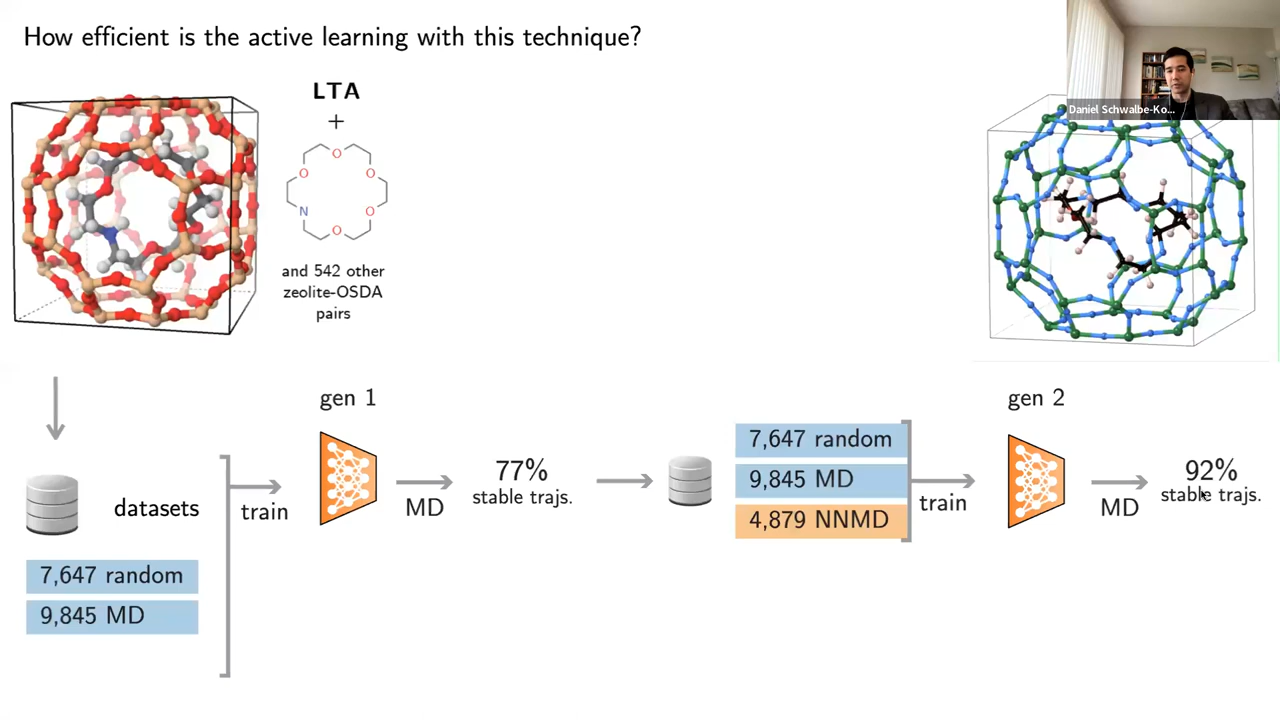 How efficient is the active learning with this technique?
Daniel Schwalbe-Ko...
LTA
+
O
O
O
N
O
O
and 542 other
zeolite-OSDA
pairs
gen 1
gen 2
datasets
7,647 random
9,845 MD
train
MD
77%
stable trajs.
7,647 random
9,845 MD
4,879 NNMD
train
MD
92%
stable trajs.